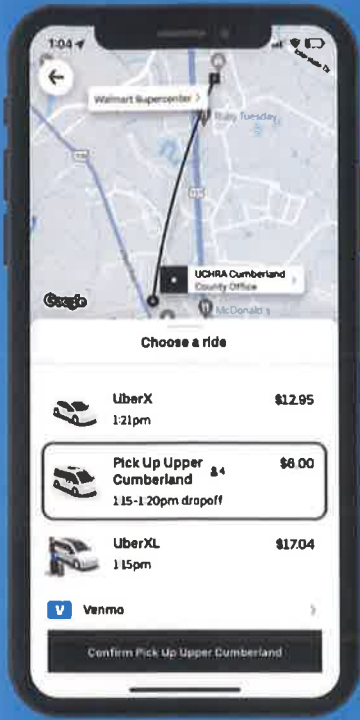 1:04
Walmart Supercenter >
Ruby Tuesday
UCHRA Cumberland
County Office
McDonald's
Google
Choose a ride
UberX $12.95
1:21pm
Pick Up Upper
Cumberland 4 $6.00
1:15-1:20pm dropoff
UberXL $17.04
1:15pm
V Venmo >
Confirm Pick Up Upper Cumberland